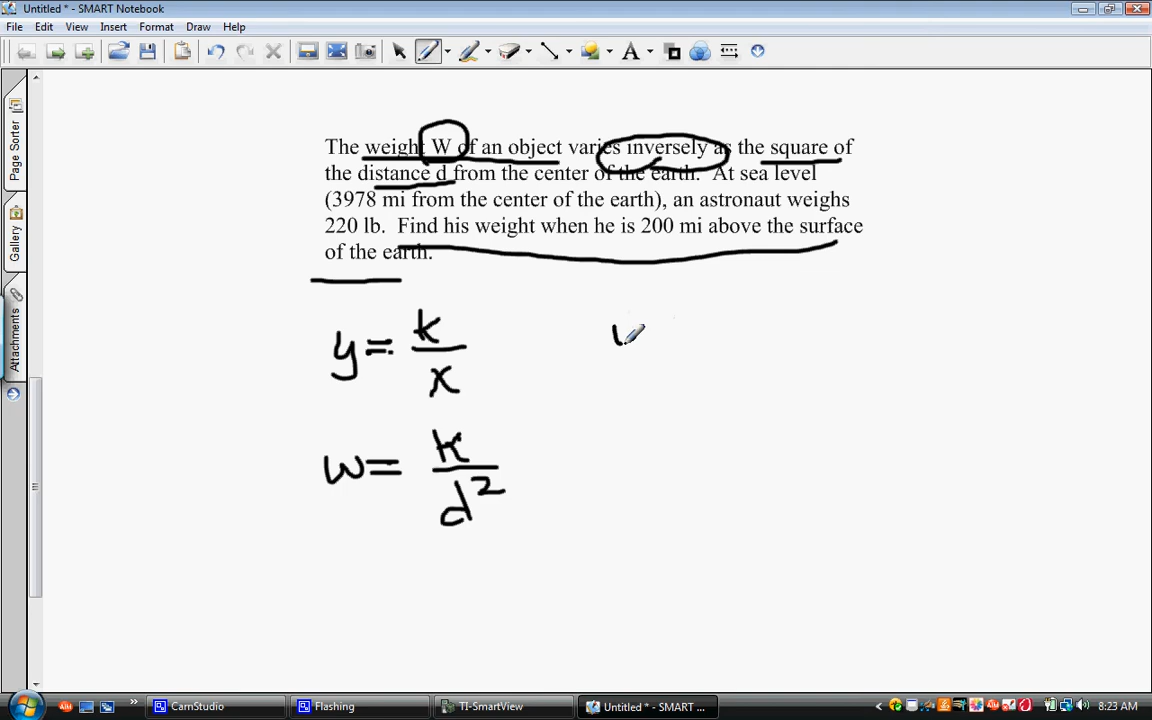 Untitled * - SMART Notebook
File Edit View Insert Format Draw Help
Page Sorter
Gallery
Attachments
The weight W of an object varies inversely as the square of
the distance d from the center of the earth. At sea level
(3978 mi from the center of the earth), an astronaut weighs
220 lb. Find his weight when he is 200 mi above the surface
of the earth.
y = k/x
w = k/d²
CamStudio
Flashing
TI-SmartView
Untitled * - SMART ...
8:23 AM